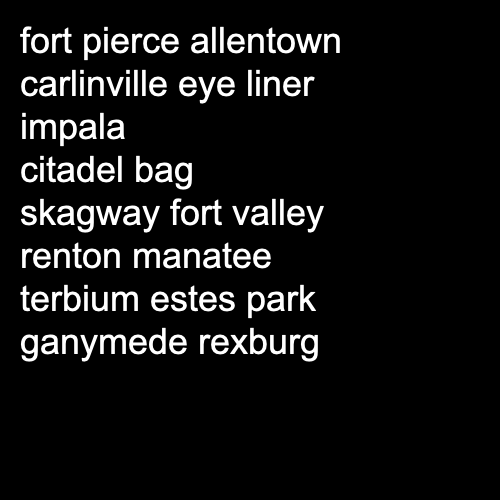 fort pierce allentown
carlinville eye liner
impala
citadel bag
skagway fort valley
renton manatee
terbium estes park
ganymede rexburg